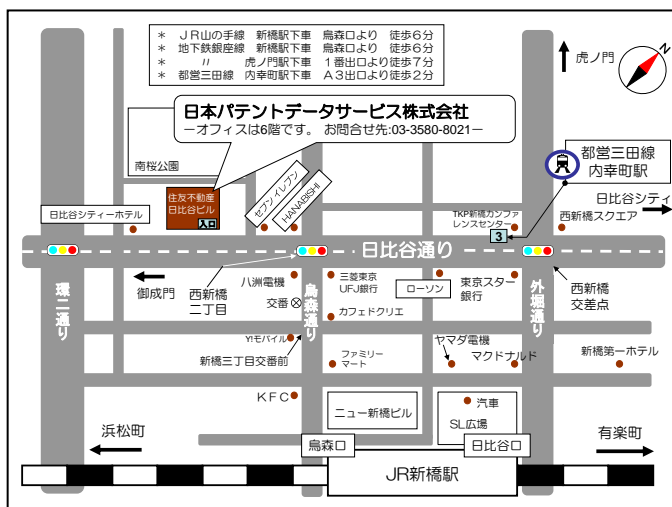 ＊　ＪＲ山の手線　新橋駅下車　烏森口より　徒歩６分
＊　地下鉄銀座線　新橋駅下車　烏森口より　徒歩６分
＊　　　〃　　　虎ノ門駅下車　１番出口より徒歩７分
＊　都営三田線　内幸町駅下車　Ａ３出口より徒歩２分
虎ノ門
日本パテントデータサービス株式会社
－オフィスは6階です。 お問合せ先:03-3580-8021－
南桜公園
都営三田線
内幸町駅
住友不動産
日比谷ビル
入口
セブンイレブン
HANABISHI
日比谷シティーホテル
TKP新橋カンファ
レンスセンター
3
日比谷シティ
西新橋スクエア
日比谷通り
御成門
西新橋
二丁目
八洲電機
交番
三菱東京
UFJ銀行
カフェドクリエ
ローソン
東京スター
銀行
西新橋
交差点
環二通り
烏森通り
外堀通り
Y!モバイル
新橋三丁目交番前
ファミリー
マート
ヤマダ電機
マクドナルド
新橋第一ホテル
ＫＦＣ
ニュー新橋ビル
汽車
SL広場
浜松町
烏森口
日比谷口
有楽町
JR新橋駅